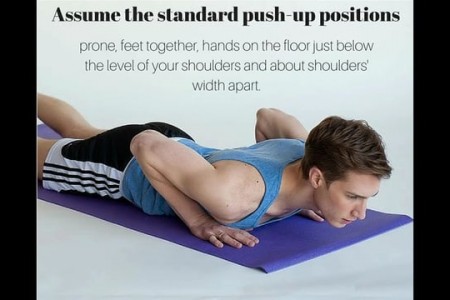 Assume the standard push-up positions
prone, feet together, hands on the floor just below
the level of your shoulders and about shoulders'
width apart.